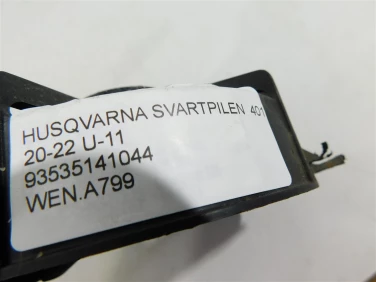 HUSQVARNA SVARTPILEN 401
20-22 U-11
93535141044
WEN.A799